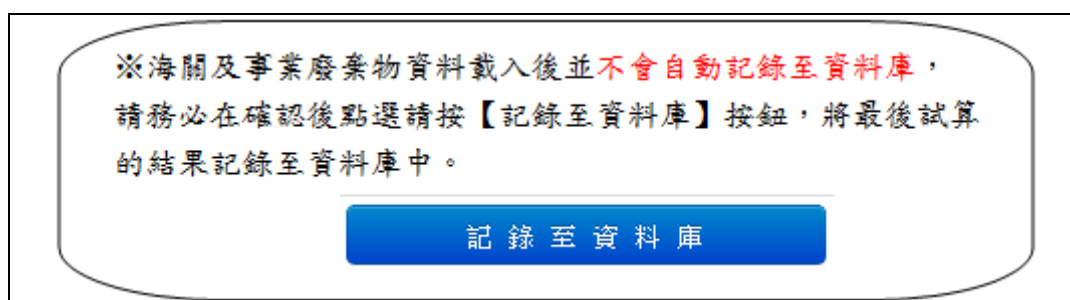 ※海關及事業廢棄物資料載入後並不會自動記錄至資料庫，
請務必在確認後點選請按【記錄至資料庫】按鈕，將最後試算
的結果記錄至資料庫中。
記錄至資料庫